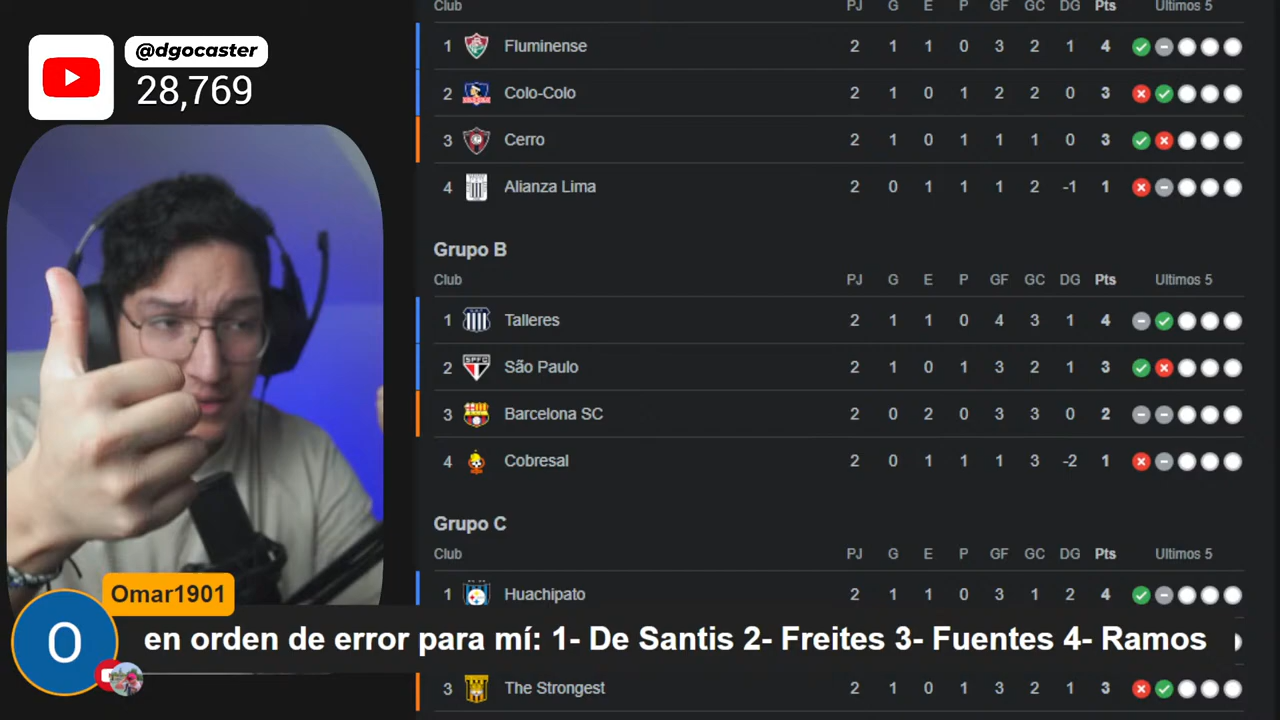 @dgocaster
28,769
Club PJ G E P GF GC DG Pts Últimos 5
1 Fluminense 2 1 1 0 3 2 1 4
2 Colo-Colo 2 1 0 1 2 2 0 3
3 Cerro 2 1 0 1 1 1 0 3
4 Alianza Lima 2 0 1 1 1 2 -1 1
Grupo B
Club PJ G E P GF GC DG Pts Últimos 5
1 Talleres 2 1 1 0 4 3 1 4
2 São Paulo 2 1 0 1 3 2 1 3
3 Barcelona SC 2 0 2 0 3 3 0 2
4 Cobresal 2 0 1 1 1 3 -2 1
Grupo C
Club PJ G E P GF GC DG Pts Últimos 5
1 Huachipato 2 1 1 0 3 1 2 4
Omar1901
O
en orden de error para mí: 1- De Santis 2- Freites 3- Fuentes 4- Ramos
3 The Strongest 2 1 0 1 3 2 1 3